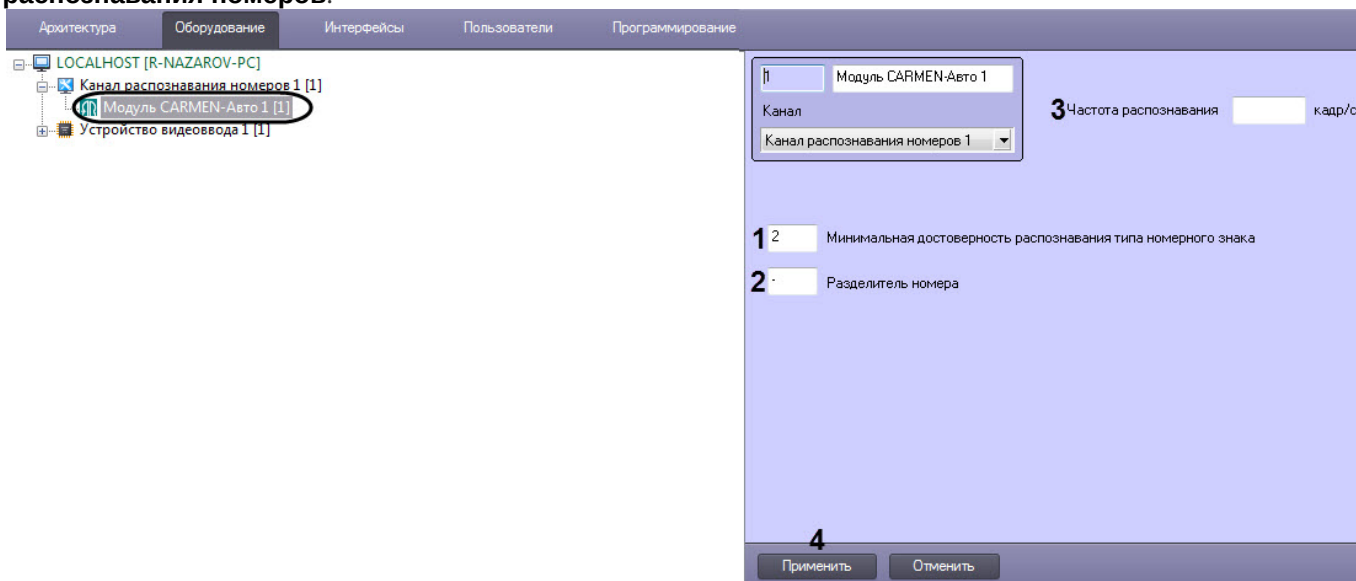 распознавания номеров.
Архитектура Оборудование Интерфейсы Пользователи Программирование
LOCALHOST [R-NAZAROV-PC]
Канал распознавания номеров 1 [1]
Модуль CARMEN-Авто 1 [1]
Устройство видеоввода 1 [1]
1 Модуль CARMEN-Авто 1
Канал
Канал распознавания номеров 1
3 Частота распознавания кадр/с
1 2 Минимальная достоверность распознавания типа номерного знака
2 - Разделитель номера
4
Применить Отменить